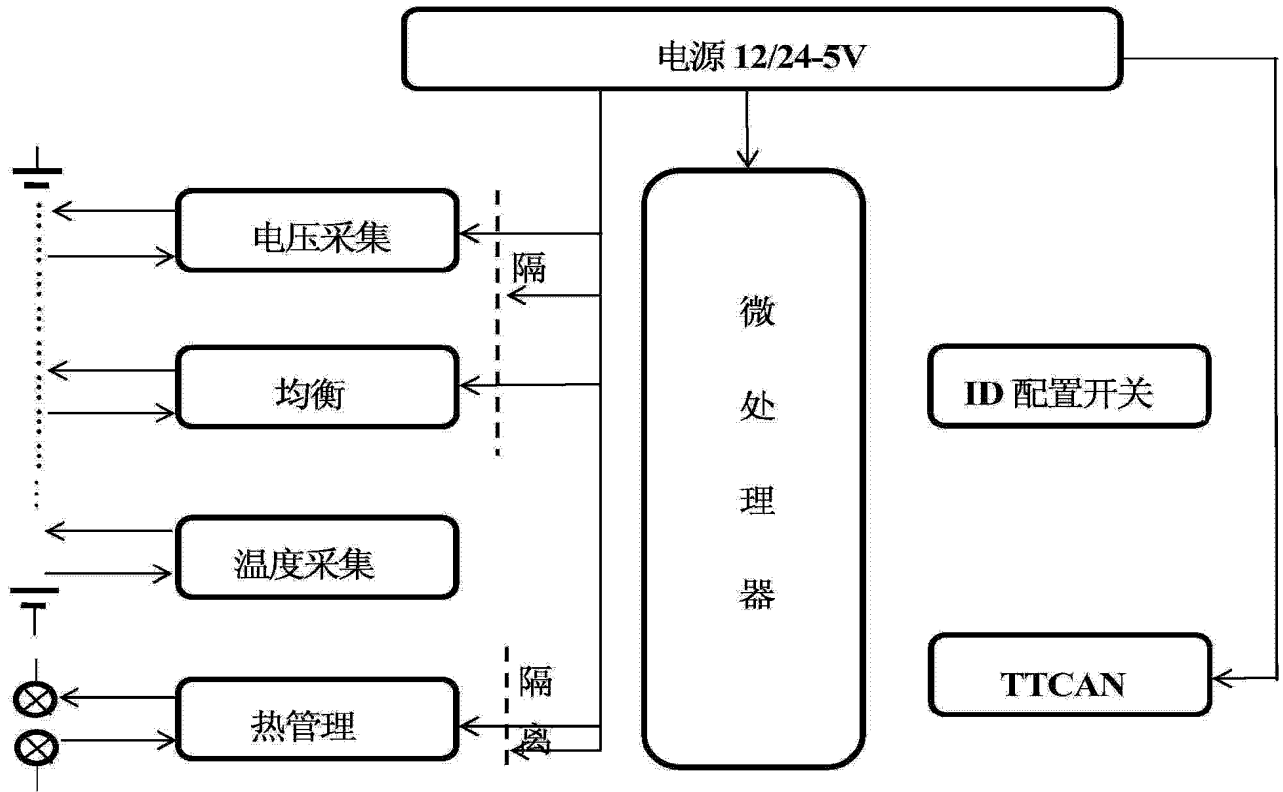 电源 12/24-5V
电压采集
隔
均衡
微处理器
ID 配置开关
温度采集
热管理
隔离
TTCAN